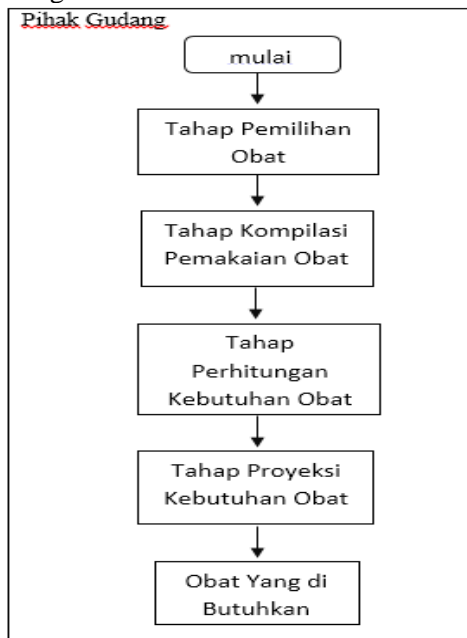 Pihak Gudang
mulai
Tahap Pemilihan
Obat
Tahap Kompilasi
Pemakaian Obat
Tahap
Perhitungan
Kebutuhan Obat
Tahap Proyeksi
Kebutuhan Obat
Obat Yang di
Butuhkan